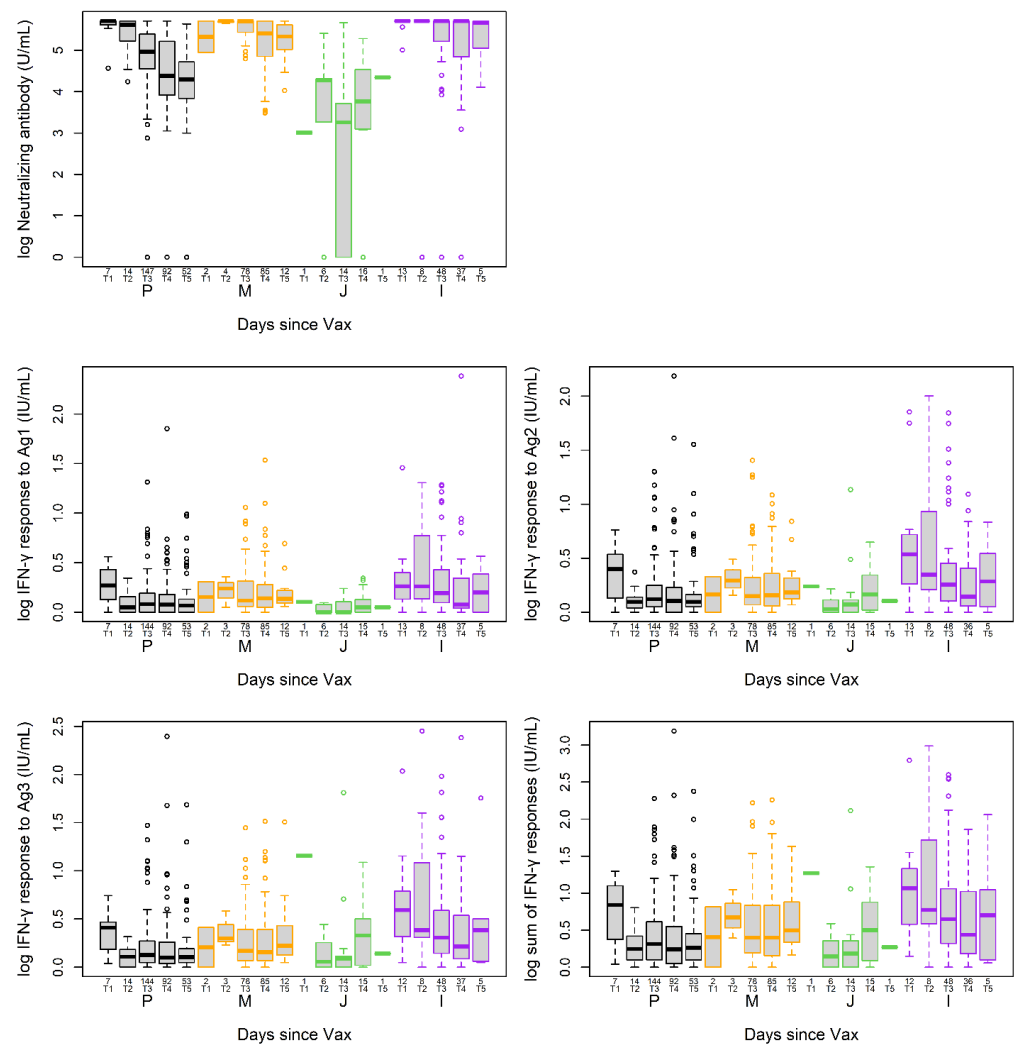 log Neutralizing antibody (U/mL)
5
4
3
2
1
0
7 14 147 92 52 2 4 78 85 12 1 6 14 16 1 13 8 48 37 5
T1 T2 T3 T4 T5 T1 T2 T3 T4 T5 T1 T2 T3 T4 T5 T1 T2 T3 T4 T5
P M J I
Days since Vax
log IFN-γ response to Ag1 (IU/mL)
2.0
1.5
1.0
0.5
0.0
7 14 144 92 53 2 3 78 85 12 1 6 14 15 1 13 8 48 37 5
T1 T2 T3 T4 T5 T1 T2 T3 T4 T5 T1 T2 T3 T4 T5 T1 T2 T3 T4 T5
P M J I
Days since Vax
log IFN-γ response to Ag2 (IU/mL)
2.0
1.5
1.0
0.5
0.0
7 14 144 92 53 2 3 78 85 12 1 6 14 15 1 13 8 48 36 5
T1 T2 T3 T4 T5 T1 T2 T3 T4 T5 T1 T2 T3 T4 T5 T1 T2 T3 T4 T5
P M J I
Days since Vax
log IFN-γ response to Ag3 (IU/mL)
2.5
2.0
1.5
1.0
0.5
0.0
7 14 144 92 53 2 3 78 85 12 1 6 14 15 1 12 8 48 37 5
T1 T2 T3 T4 T5 T1 T2 T3 T4 T5 T1 T2 T3 T4 T5 T1 T2 T3 T4 T5
P M J I
Days since Vax
log sum of IFN-γ responses (IU/mL)
3.0
2.5
2.0
1.5
1.0
0.5
0.0
7 14 144 92 53 2 3 78 85 12 1 6 14 15 1 12 8 48 36 5
T1 T2 T3 T4 T5 T1 T2 T3 T4 T5 T1 T2 T3 T4 T5 T1 T2 T3 T4 T5
P M J I
Days since Vax